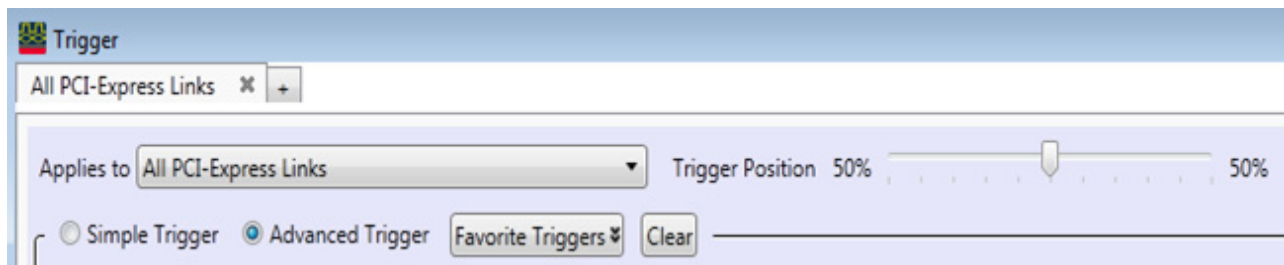 Trigger
All PCI-Express Links +
Applies to All PCI-Express Links Trigger Position 50% 50%
Simple Trigger Advanced Trigger Favorite Triggers Clear